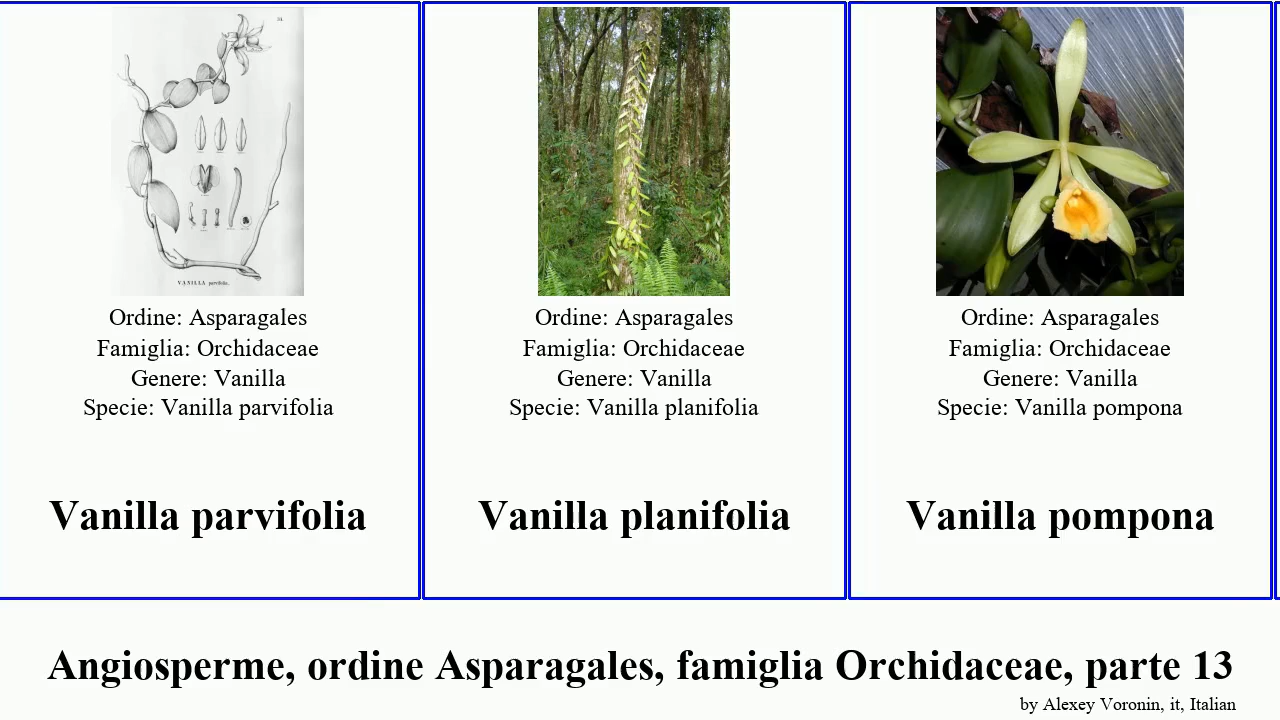 VANILLA parvifolia.
Ordine: Asparagales
Famiglia: Orchidaceae
Genere: Vanilla
Specie: Vanilla parvifolia
Vanilla parvifolia
Ordine: Asparagales
Famiglia: Orchidaceae
Genere: Vanilla
Specie: Vanilla planifolia
Vanilla planifolia
Ordine: Asparagales
Famiglia: Orchidaceae
Genere: Vanilla
Specie: Vanilla pompona
Vanilla pompona
Angiosperme, ordine Asparagales, famiglia Orchidaceae, parte 13
by Alexey Voronin, it, Italian